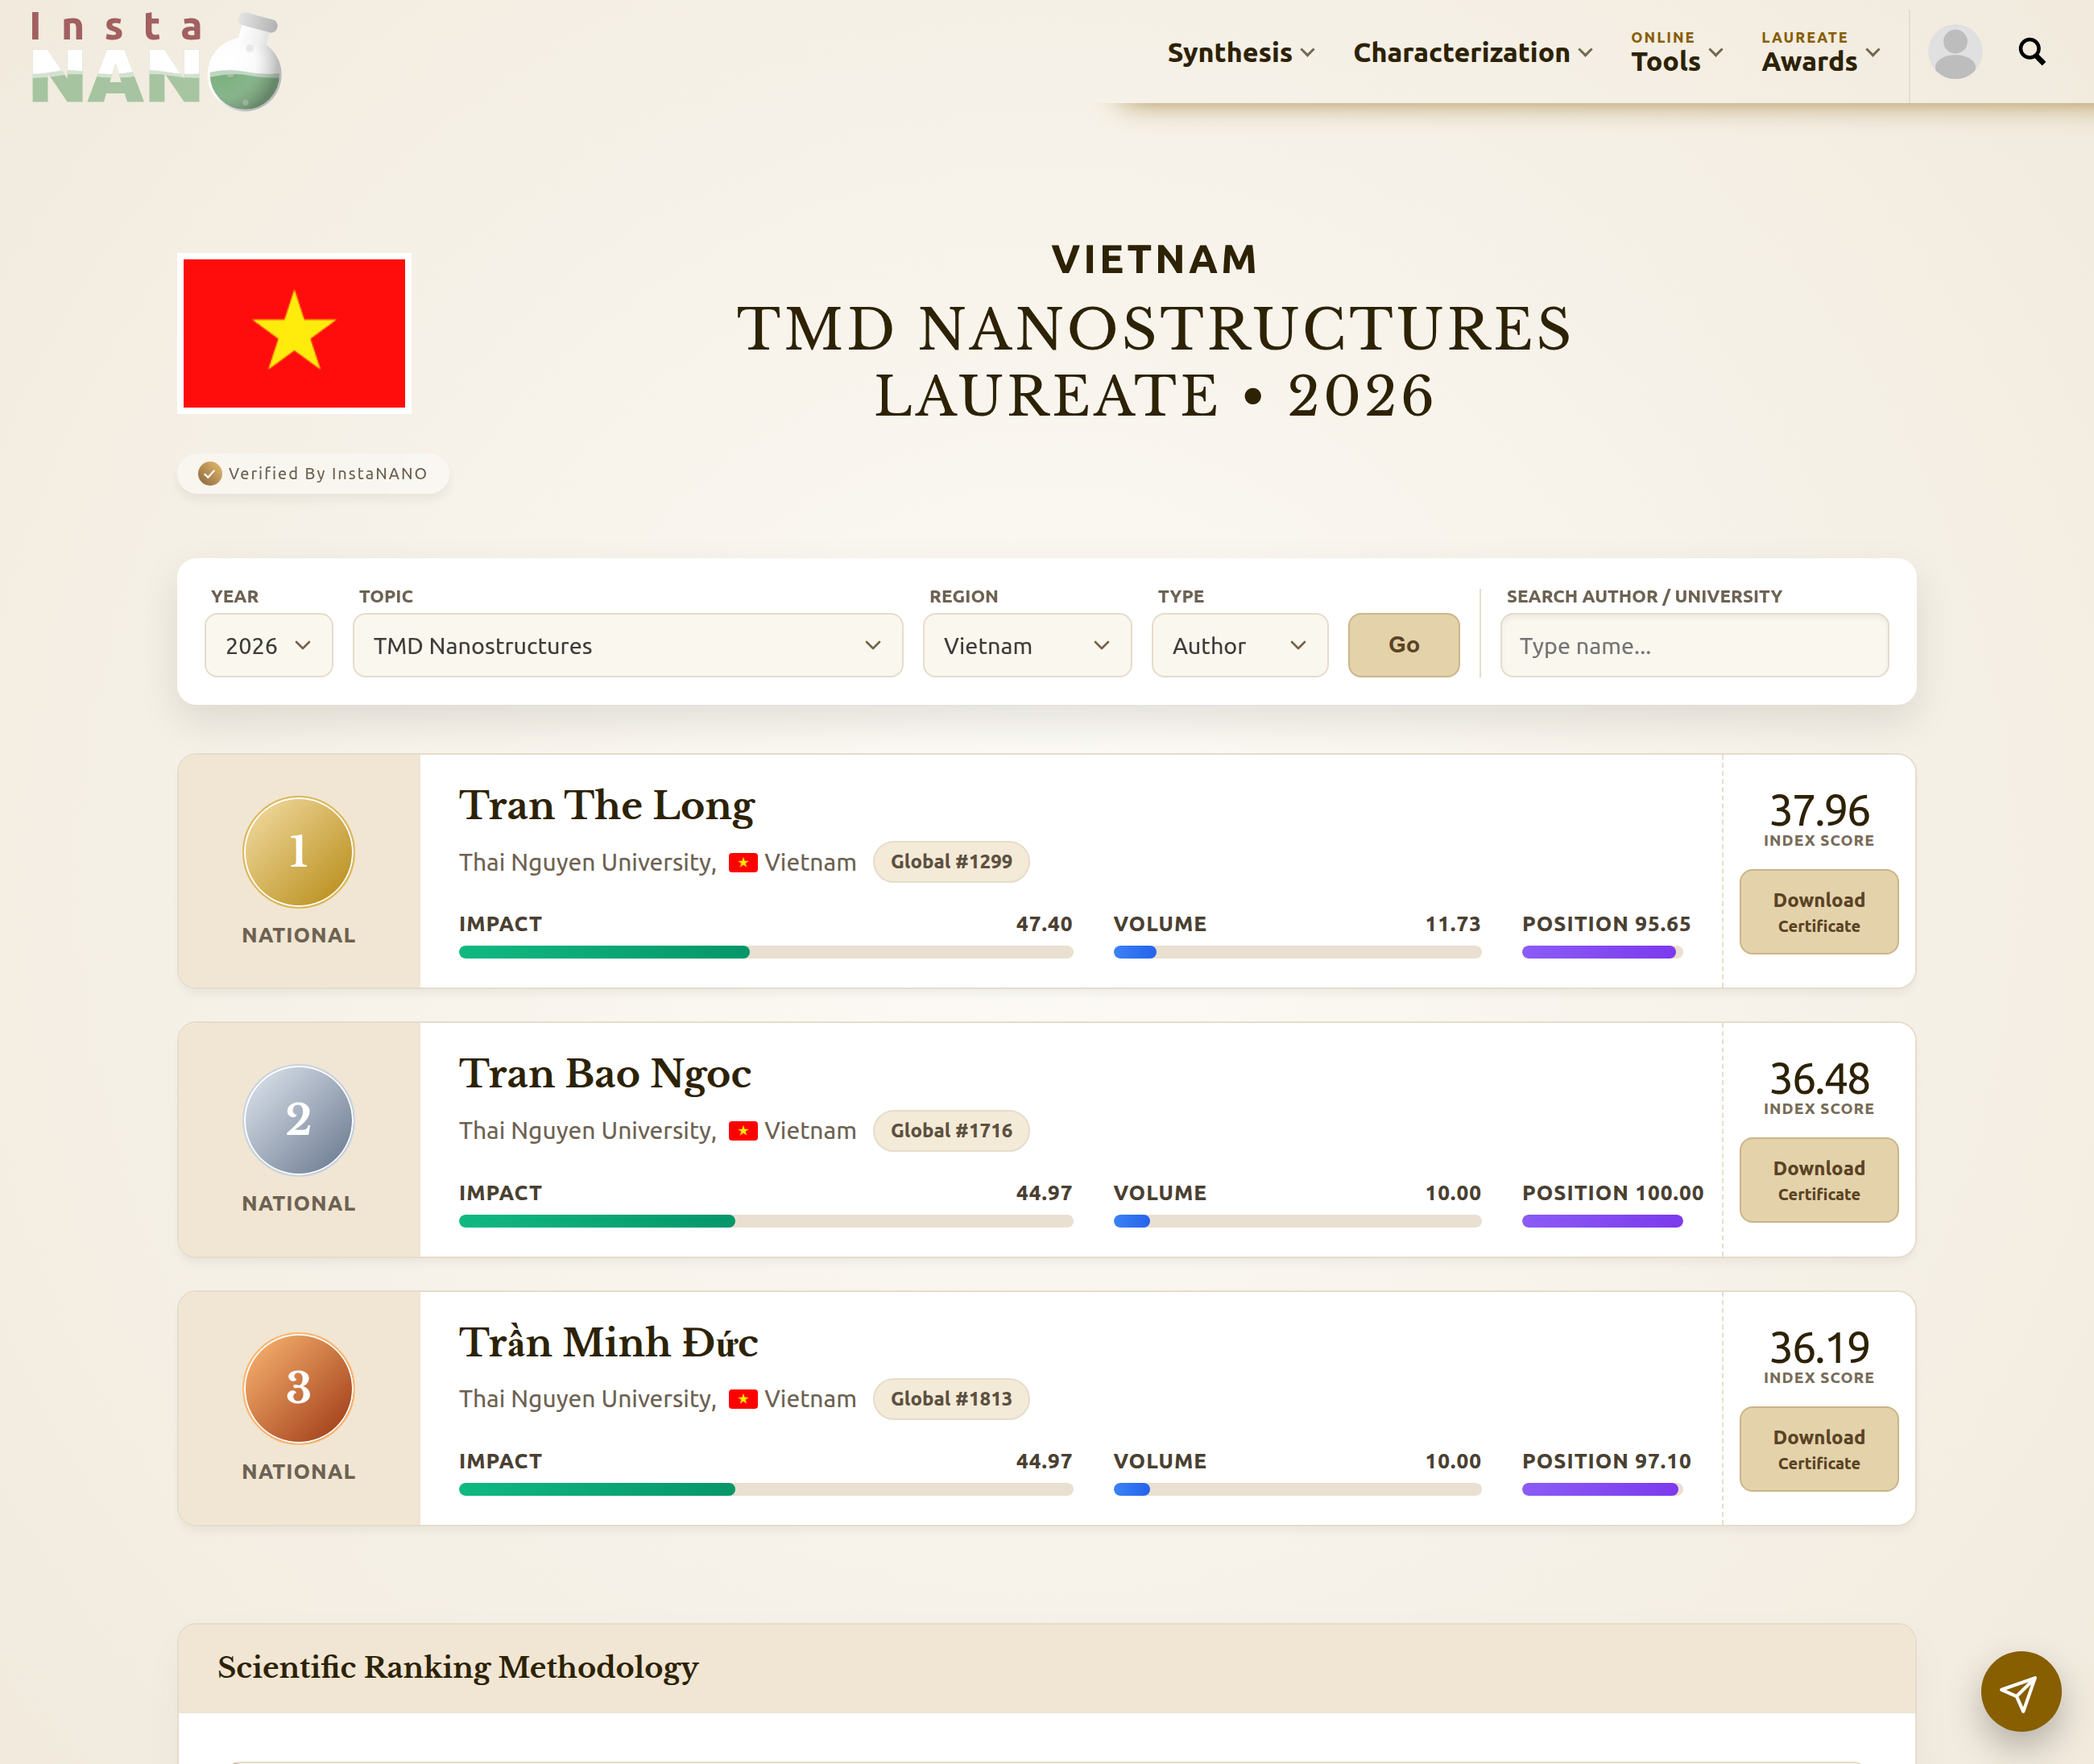 Insta
NANO
Synthesis
Characterization
ONLINE
Tools
LAUREATE
Awards
VIETNAM
TMD NANOSTRUCTURES
LAUREATE • 2026
Verified By InstaNANO
YEAR
TOPIC
REGION
TYPE
SEARCH AUTHOR / UNIVERSITY
2026
TMD Nanostructures
Vietnam
Author
Go
Type name...
1
NATIONAL
Tran The Long
Thai Nguyen University, Vietnam Global #1299
IMPACT 47.40 VOLUME 11.73 POSITION 95.65
37.96
INDEX SCORE
Download
Certificate
2
NATIONAL
Tran Bao Ngoc
Thai Nguyen University, Vietnam Global #1716
IMPACT 44.97 VOLUME 10.00 POSITION 100.00
36.48
INDEX SCORE
Download
Certificate
3
NATIONAL
Trần Minh Đức
Thai Nguyen University, Vietnam Global #1813
IMPACT 44.97 VOLUME 10.00 POSITION 97.10
36.19
INDEX SCORE
Download
Certificate
Scientific Ranking Methodology